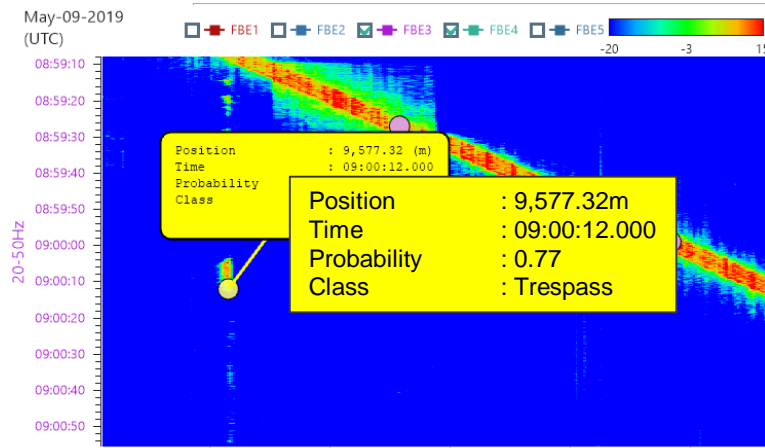 May-09-2019
(UTC)
FBE1 FBE2 FBE3 FBE4 FBE5
-20 -3 15
08:59:10
08:59:20
08:59:30
08:59:40
08:59:50
09:00:00
09:00:10
09:00:20
09:00:30
09:00:40
09:00:50
20-50Hz
Position : 9,577.32 (m)
Time : 09:00:12.000
Probability
Class
Position : 9,577.32m
Time : 09:00:12.000
Probability : 0.77
Class : Trespass